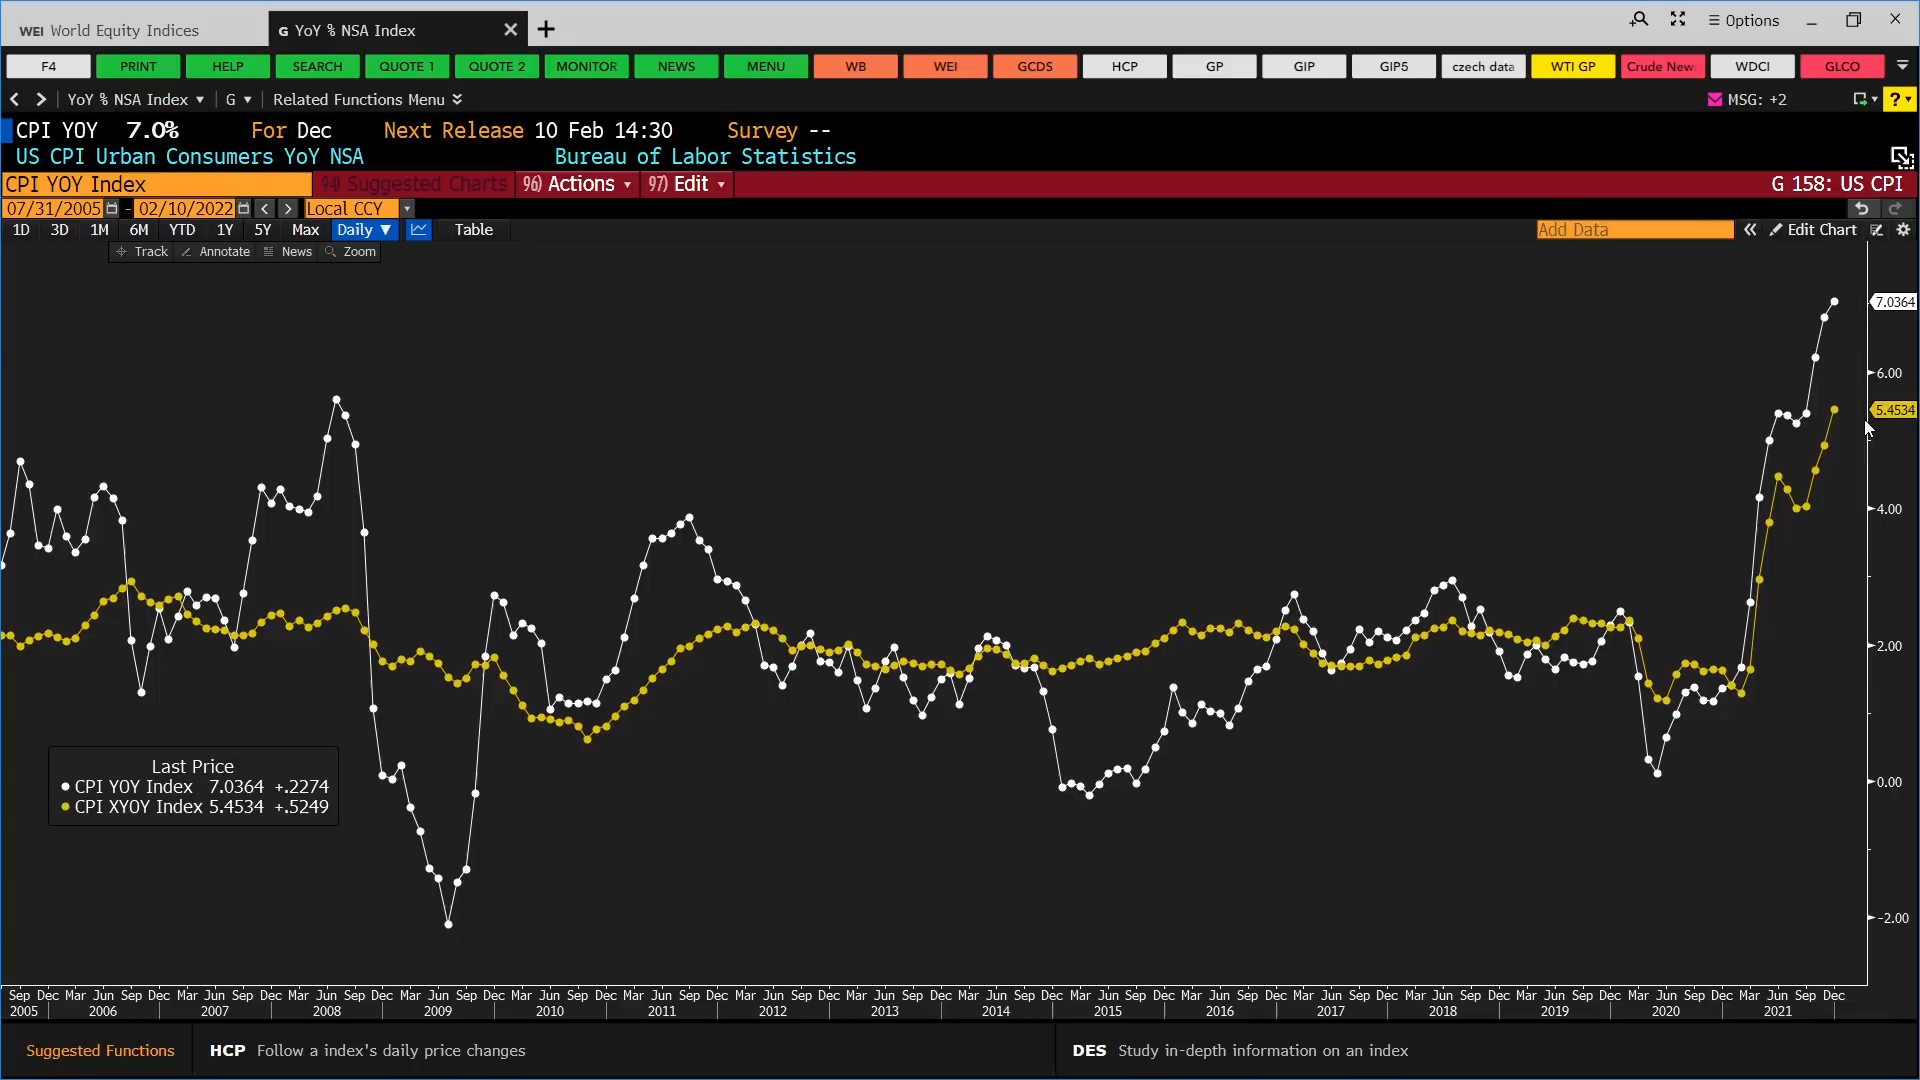 WEI World Equity Indices
G YoY % NSA Index
Options
F4 PRINT HELP SEARCH QUOTE 1 QUOTE 2 MONITOR NEWS MENU WB WEI GCDS HCP GP GIP GIP5 czech data WTI GP Crude New WDCI GLCO
YoY % NSA Index G Related Functions Menu MSG: +2 ?
CPI YOY 7.0% For Dec Next Release 10 Feb 14:30 Survey --
US CPI Urban Consumers YoY NSA Bureau of Labor Statistics
CPI YOY Index 94) Suggested Charts 96) Actions 97) Edit G 158: US CPI
07/31/2005 - 02/10/2022 Local CCY
1D 3D 1M 6M YTD 1Y 5Y Max Daily Table Add Data Edit Chart
Track Annotate News Zoom
7.0364
6.00
5.4534
4.00
2.00
0.00
-2.00
Last Price
CPI YOY Index 7.0364 +.2274
CPI XYOY Index 5.4534 +.5249
Sep Dec Mar Jun Sep Dec Mar Jun Sep Dec Mar Jun Sep Dec Mar Jun Sep Dec Mar Jun Sep Dec Mar Jun Sep Dec Mar Jun Sep Dec Mar Jun Sep Dec Mar Jun Sep Dec Mar Jun Sep Dec Mar Jun Sep Dec Mar Jun Sep Dec Mar Jun Sep Dec Mar Jun Sep Dec Mar Jun Sep Dec Mar Jun Sep Dec
2005 2006 2007 2008 2009 2010 2011 2012 2013 2014 2015 2016 2017 2018 2019 2020 2021
Suggested Functions HCP Follow a index's daily price changes DES Study in-depth information on an index